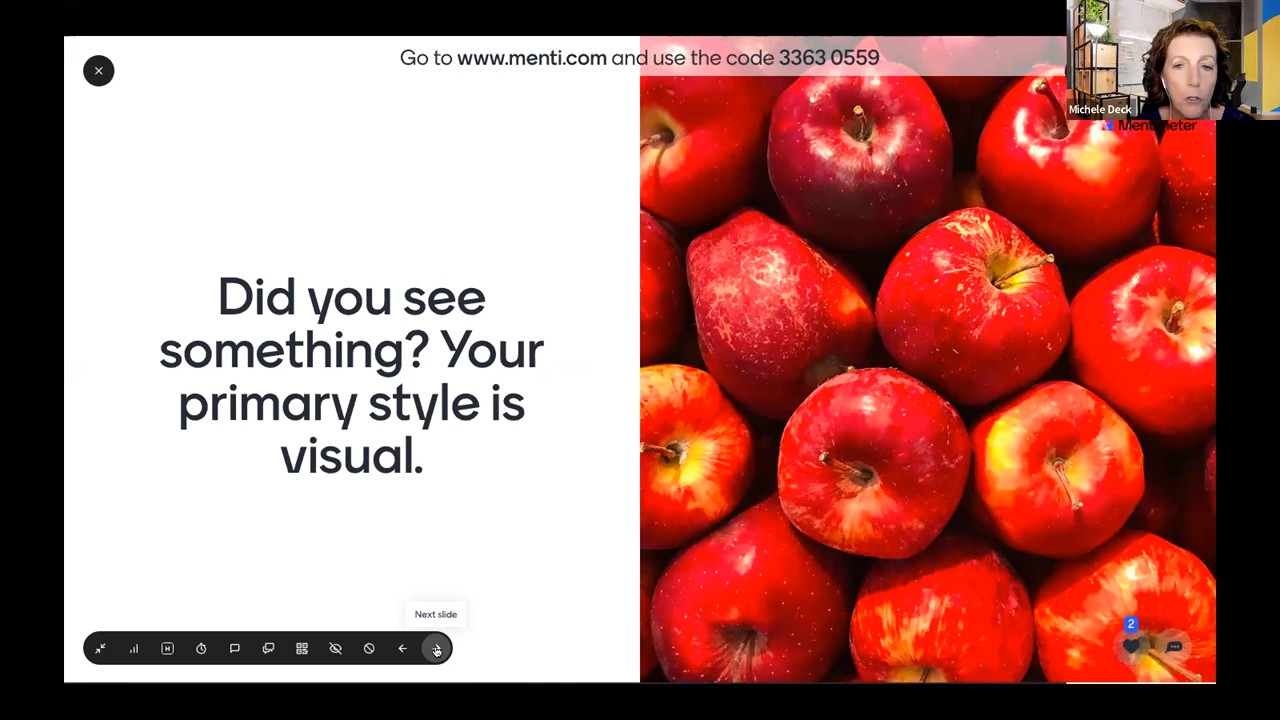 Go to www.menti.com and use the code 3363 0559
Michele Deck
Mentimeter
Did you see
something? Your
primary style is
visual.
Next slide
2